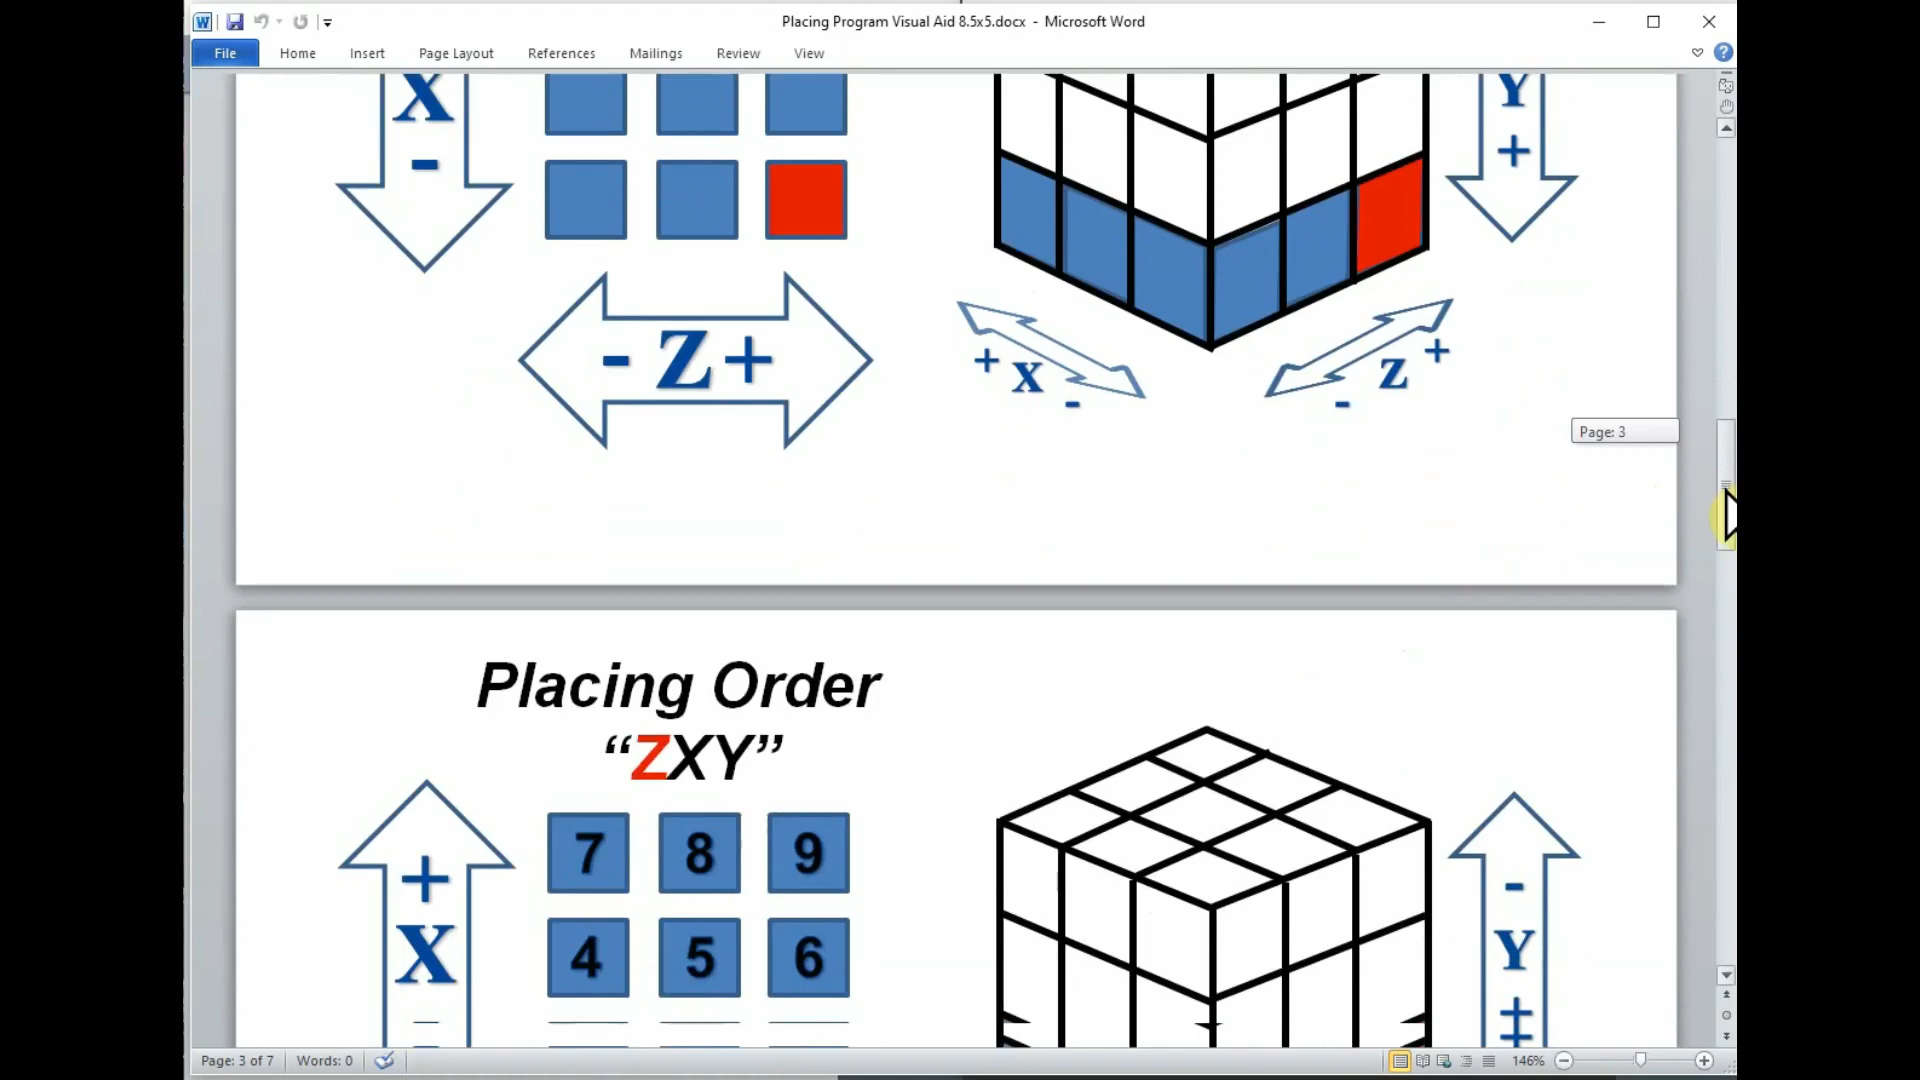 Placing Program Visual Aid 8.5x5.docx - Microsoft Word
File Home Insert Page Layout References Mailings Review View
X
-
Y
+
- Z +
+ X -
- Z +
Page: 3
Placing Order
“ZXY”
+
X
-
7 8 9
4 5 6
-
Y
+
Page: 3 of 7 Words: 0
146%